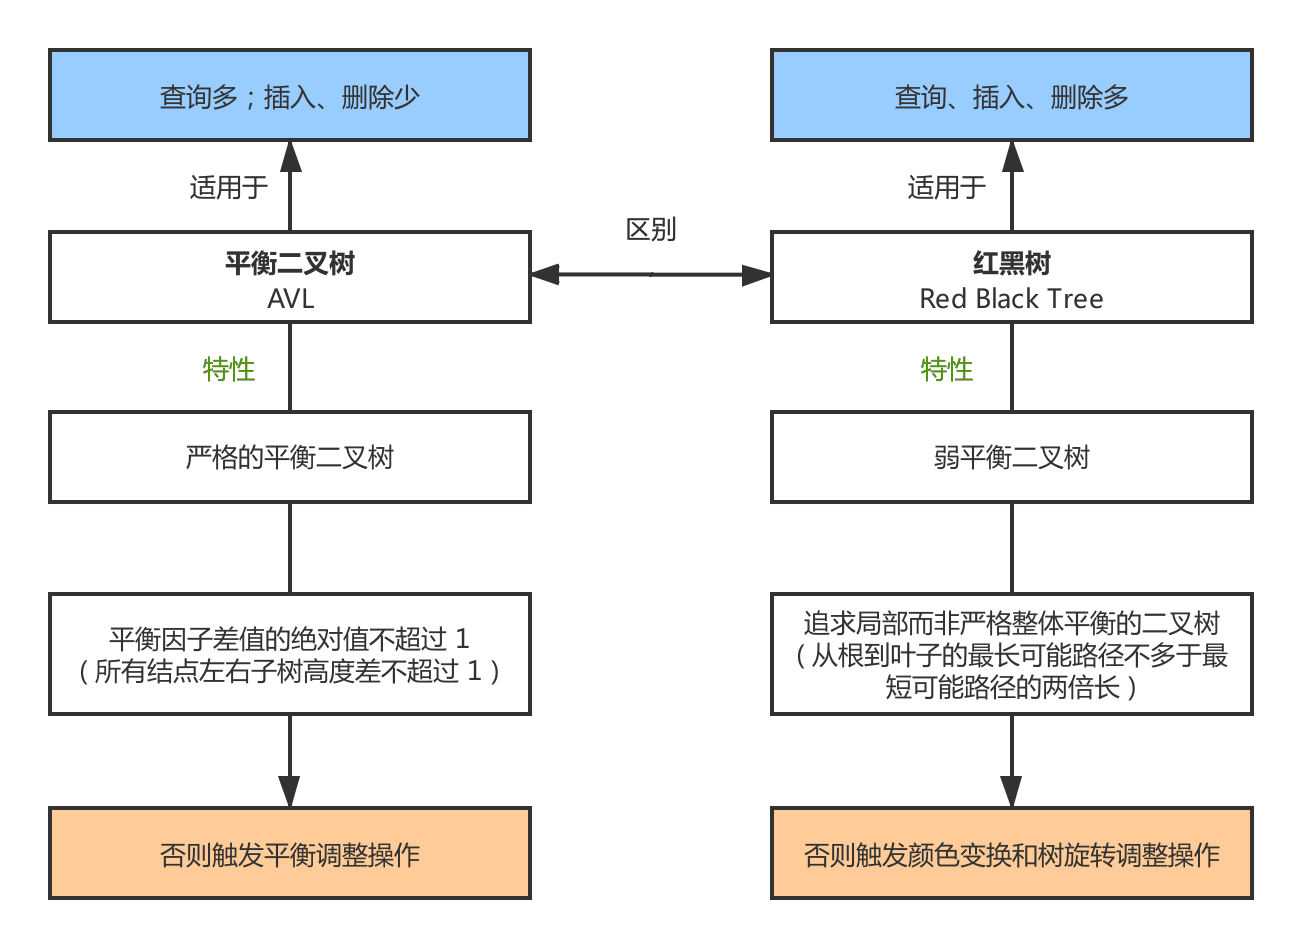 查询多；插入、删除少
适用于
平衡二叉树
AVL
特性
严格的平衡二叉树
平衡因子差值的绝对值不超过 1
（所有结点左右子树高度差不超过 1）
否则触发平衡调整操作
区别
查询、插入、删除多
适用于
红黑树
Red Black Tree
特性
弱平衡二叉树
追求局部而非严格整体平衡的二叉树
（从根到叶子的最长可能路径不多于最
短可能路径的两倍长）
否则触发颜色变换和树旋转调整操作